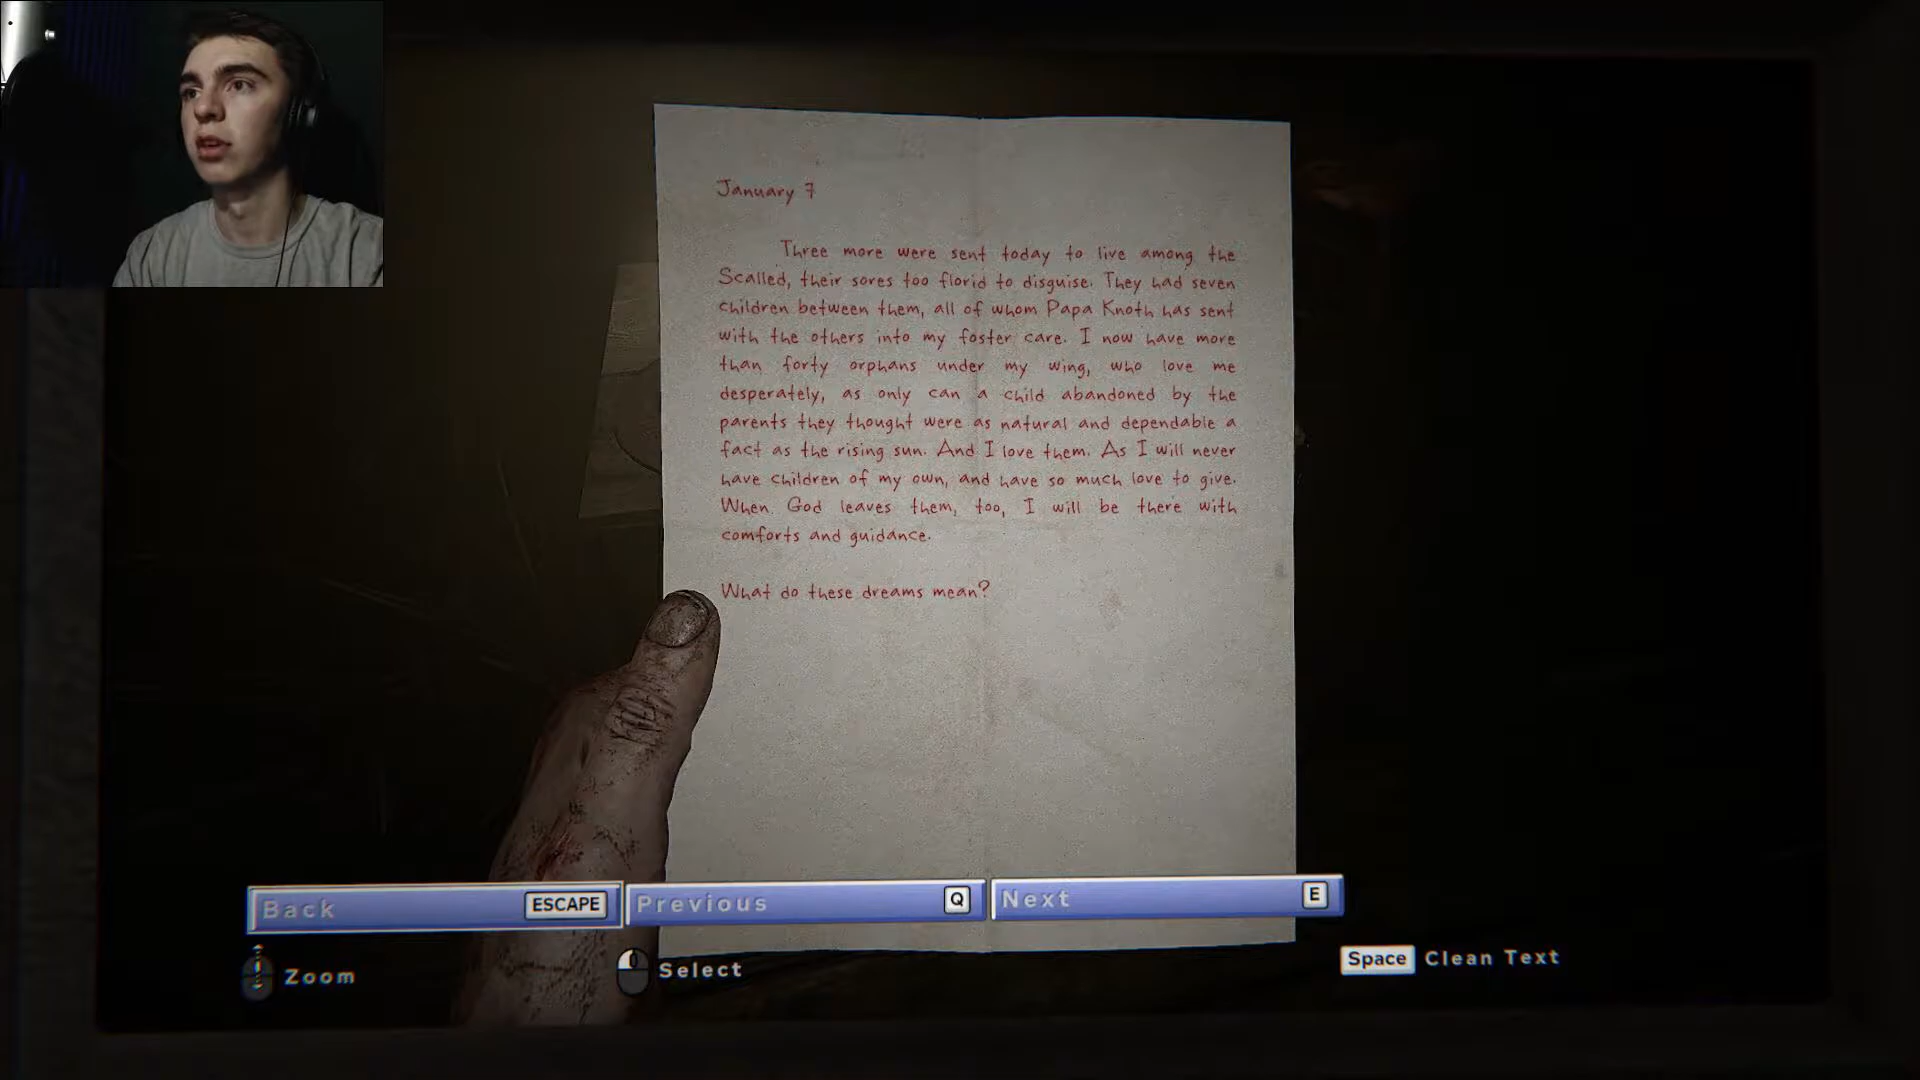 January 7
Three more were sent today to live among the
Scalled, their sores too florid to disguise. They had seven
children between them, all of whom Papa Knoth has sent
with the others into my foster care. I now have more
than forty orphans under my wing, who love me
desperately, as only can a child abandoned by the
parents they thought were as natural and dependable a
fact as the rising sun. And I love them. As I will never
have children of my own, and have so much love to give.
When God leaves them, too, I will be there with
comforts and guidance.
What do these dreams mean?
Back ESCAPE Previous Q Next E
Zoom Select Space Clean Text